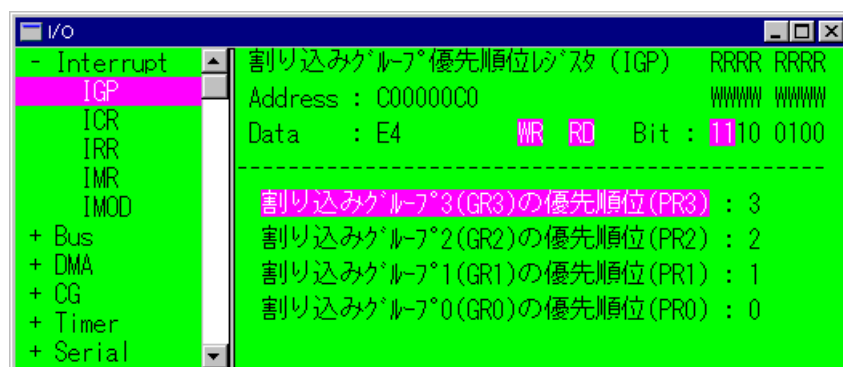 I/O
- Interrupt
IGP
ICR
IRR
IMR
IMOD
+ Bus
+ DMA
+ CG
+ Timer
+ Serial
割り込みｸﾞﾙｰﾌﾟ優先順位ﾚｼﾞｽﾀ (IGP) RRRR RRRR
Address : C00000C0 WWWW WWWW
Data : E4 WR RD Bit : 1110 0100
--------------------------------------------------
割り込みｸﾞﾙｰﾌﾟ3(GR3)の優先順位(PR3) : 3
割り込みｸﾞﾙｰﾌﾟ2(GR2)の優先順位(PR2) : 2
割り込みｸﾞﾙｰﾌﾟ1(GR1)の優先順位(PR1) : 1
割り込みｸﾞﾙｰﾌﾟ0(GR0)の優先順位(PR0) : 0